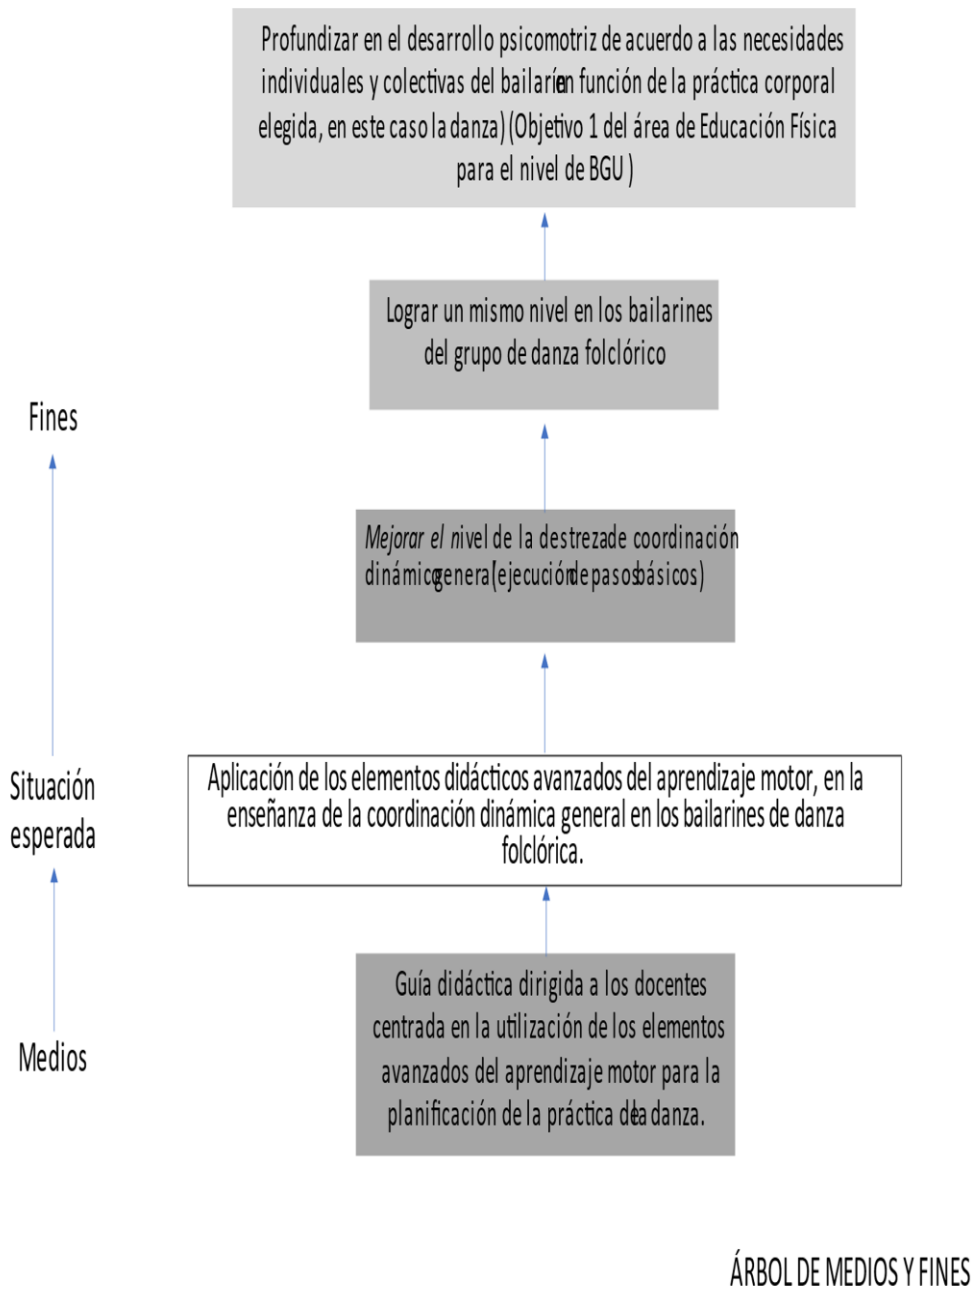 Profundizar en el desarrollo psicomotriz de acuerdo a las necesidades
individuales y colectivas del bailarín en función de la práctica corporal
elegida, en este caso la danza) (Objetivo 1 del área de Educación Física
para el nivel de BGU )
Lograr un mismo nivel en los bailarines
del grupo de danza folclórico
Fines
Mejorar el nivel de la destreza de coordinación
dinámica general (ejecución de pasos básicos)
Situación
esperada
Aplicación de los elementos didácticos avanzados del aprendizaje motor, en la
enseñanza de la coordinación dinámica general en los bailarines de danza
folclórica.
Medios
Guía didáctica dirigida a los docentes
centrada en la utilización de los elementos
avanzados del aprendizaje motor para la
planificación de la práctica de la danza.
ÁRBOL DE MEDIOS Y FINES